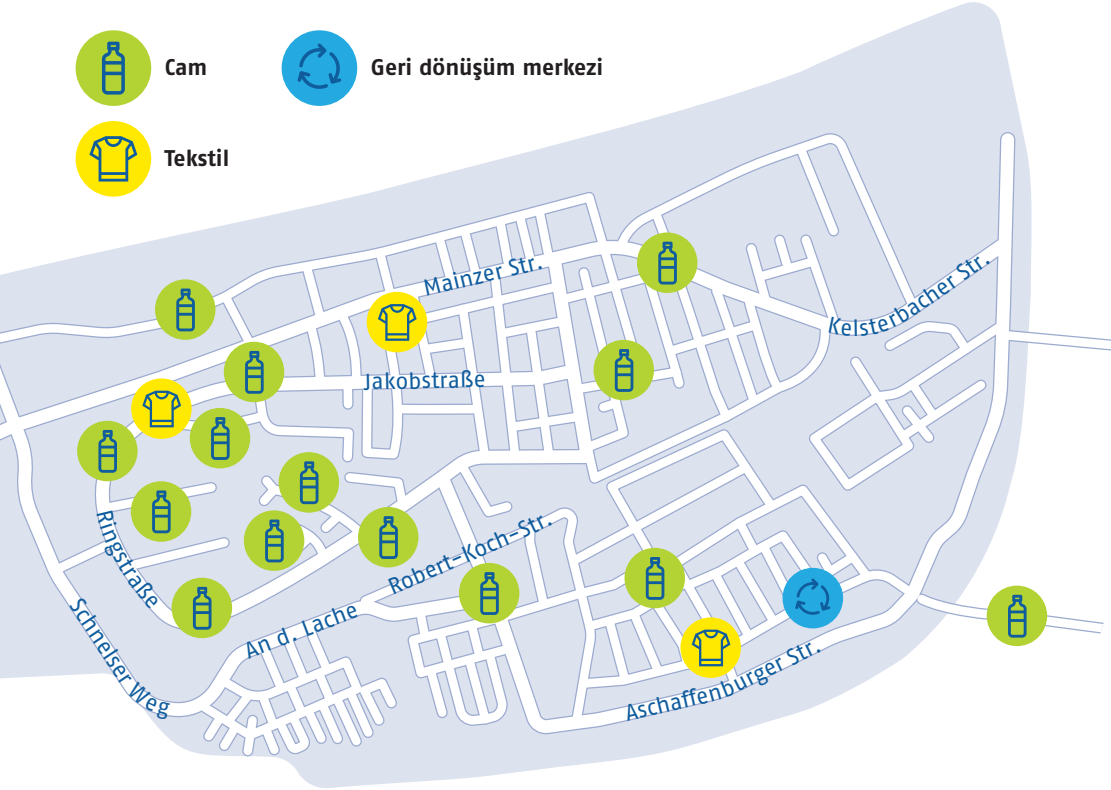 Cam
Geri dönüşüm merkezi
Tekstil
Mainzer Str.
Kelsterbacher Str.
Jakobstraße
Ringstraße
Robert-Koch-Str.
An d. Lache
Schnelser Weg
Aschaffenburger Str.